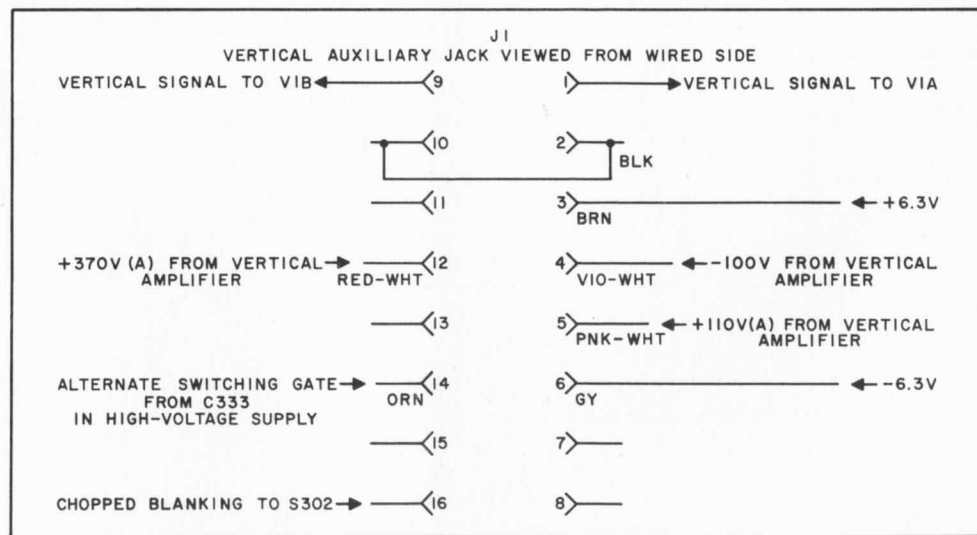 J1
VERTICAL AUXILIARY JACK VIEWED FROM WIRED SIDE
VERTICAL SIGNAL TO V1B 9 1 VERTICAL SIGNAL TO V1A
10 2
BLK
11 3 +6.3V
BRN
+370V (A) FROM VERTICAL 12 4 -100V FROM VERTICAL
AMPLIFIER RED-WHT VIO-WHT AMPLIFIER
13 5 +110V(A) FROM VERTICAL
PNK-WHT AMPLIFIER
ALTERNATE SWITCHING GATE 14 6 -6.3V
FROM C333 ORN GY
IN HIGH-VOLTAGE SUPPLY
15 7
CHOPPED BLANKING TO S302 16 8